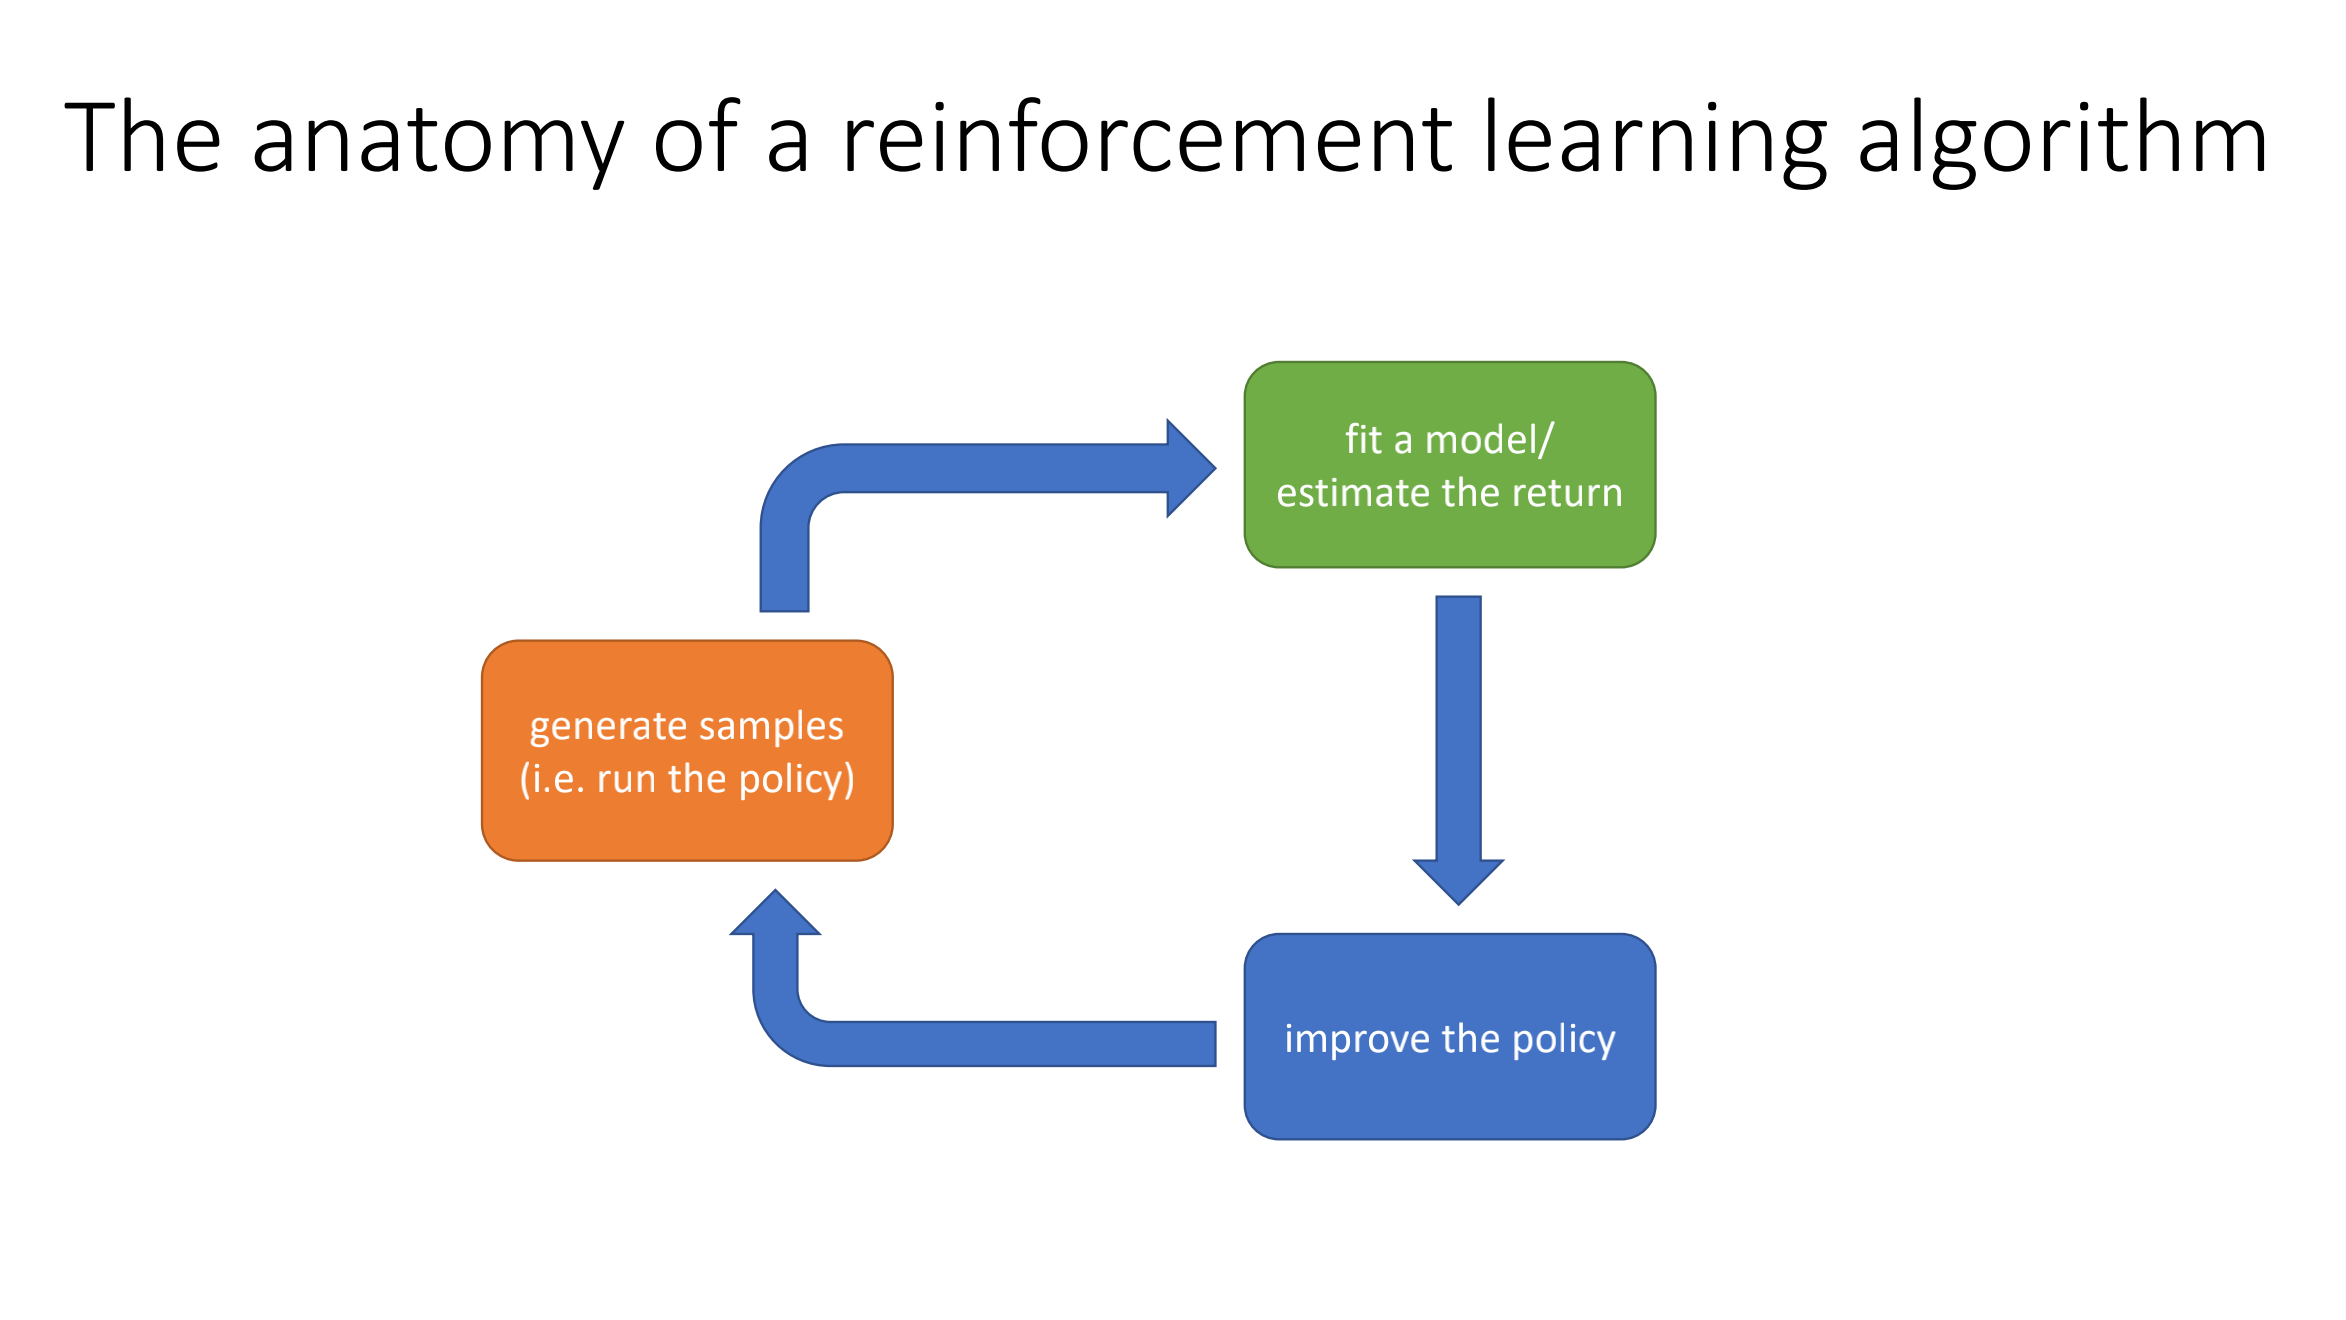 The anatomy of a reinforcement learning algorithm
fit a model/
estimate the return
generate samples
(i.e. run the policy)
improve the policy